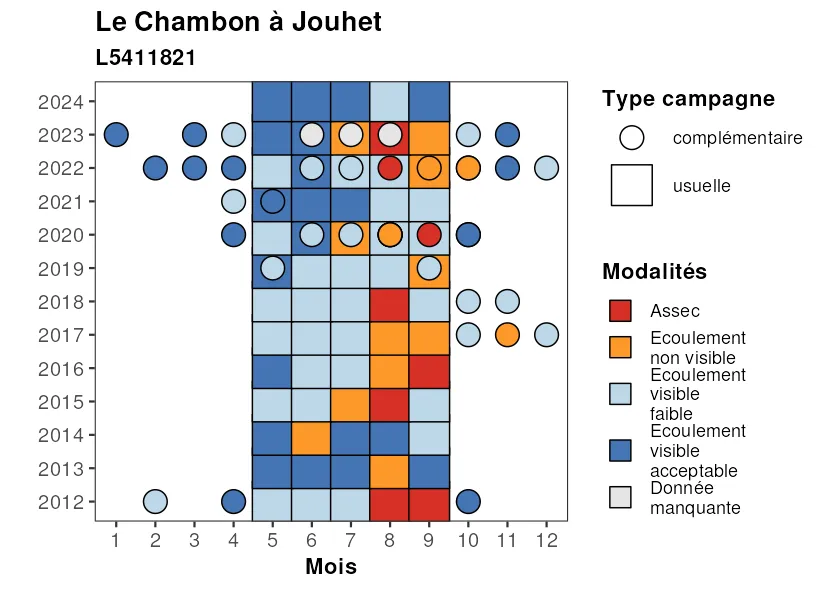 Le Chambon à Jouhet
L5411821
2024
2023
2022
2021
2020
2019
2018
2017
2016
2015
2014
2013
2012
1 2 3 4 5 6 7 8 9 10 11 12
Mois
Type campagne
complémentaire
usuelle
Modalités
Assec
Ecoulement
non visible
Ecoulement
visible
faible
Ecoulement
visible
acceptable
Donnée
manquante